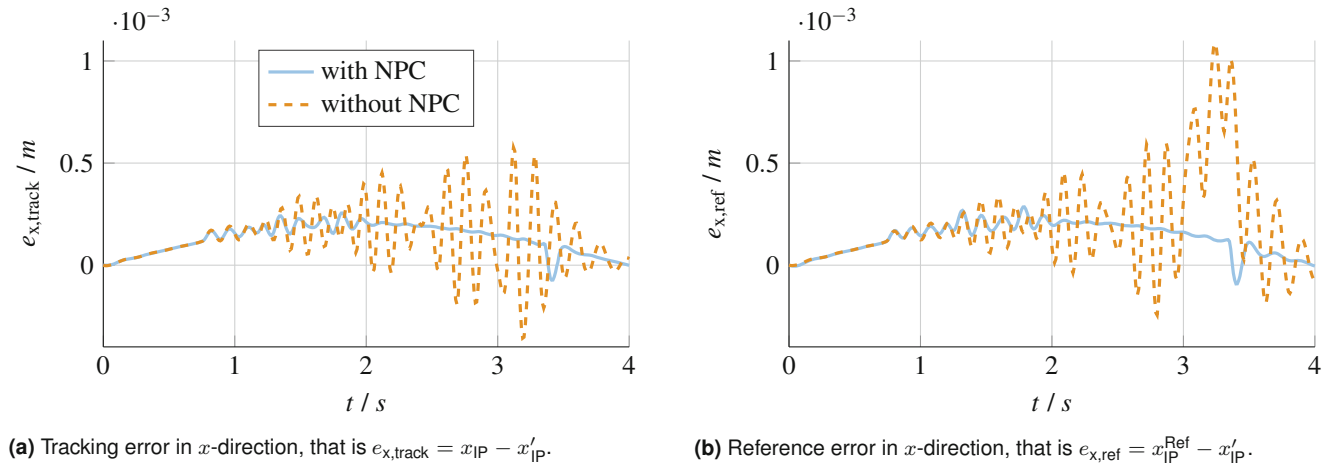 ·10⁻³
1
0.5
0
e_x,track / m
with NPC
without NPC
0 1 2 3 4
t / s
(a) Tracking error in x-direction, that is e_x,track = x_IP − x′_IP.
·10⁻³
1
0.5
0
e_x,ref / m
0 1 2 3 4
t / s
(b) Reference error in x-direction, that is e_x,ref = x_IP^Ref − x′_IP.